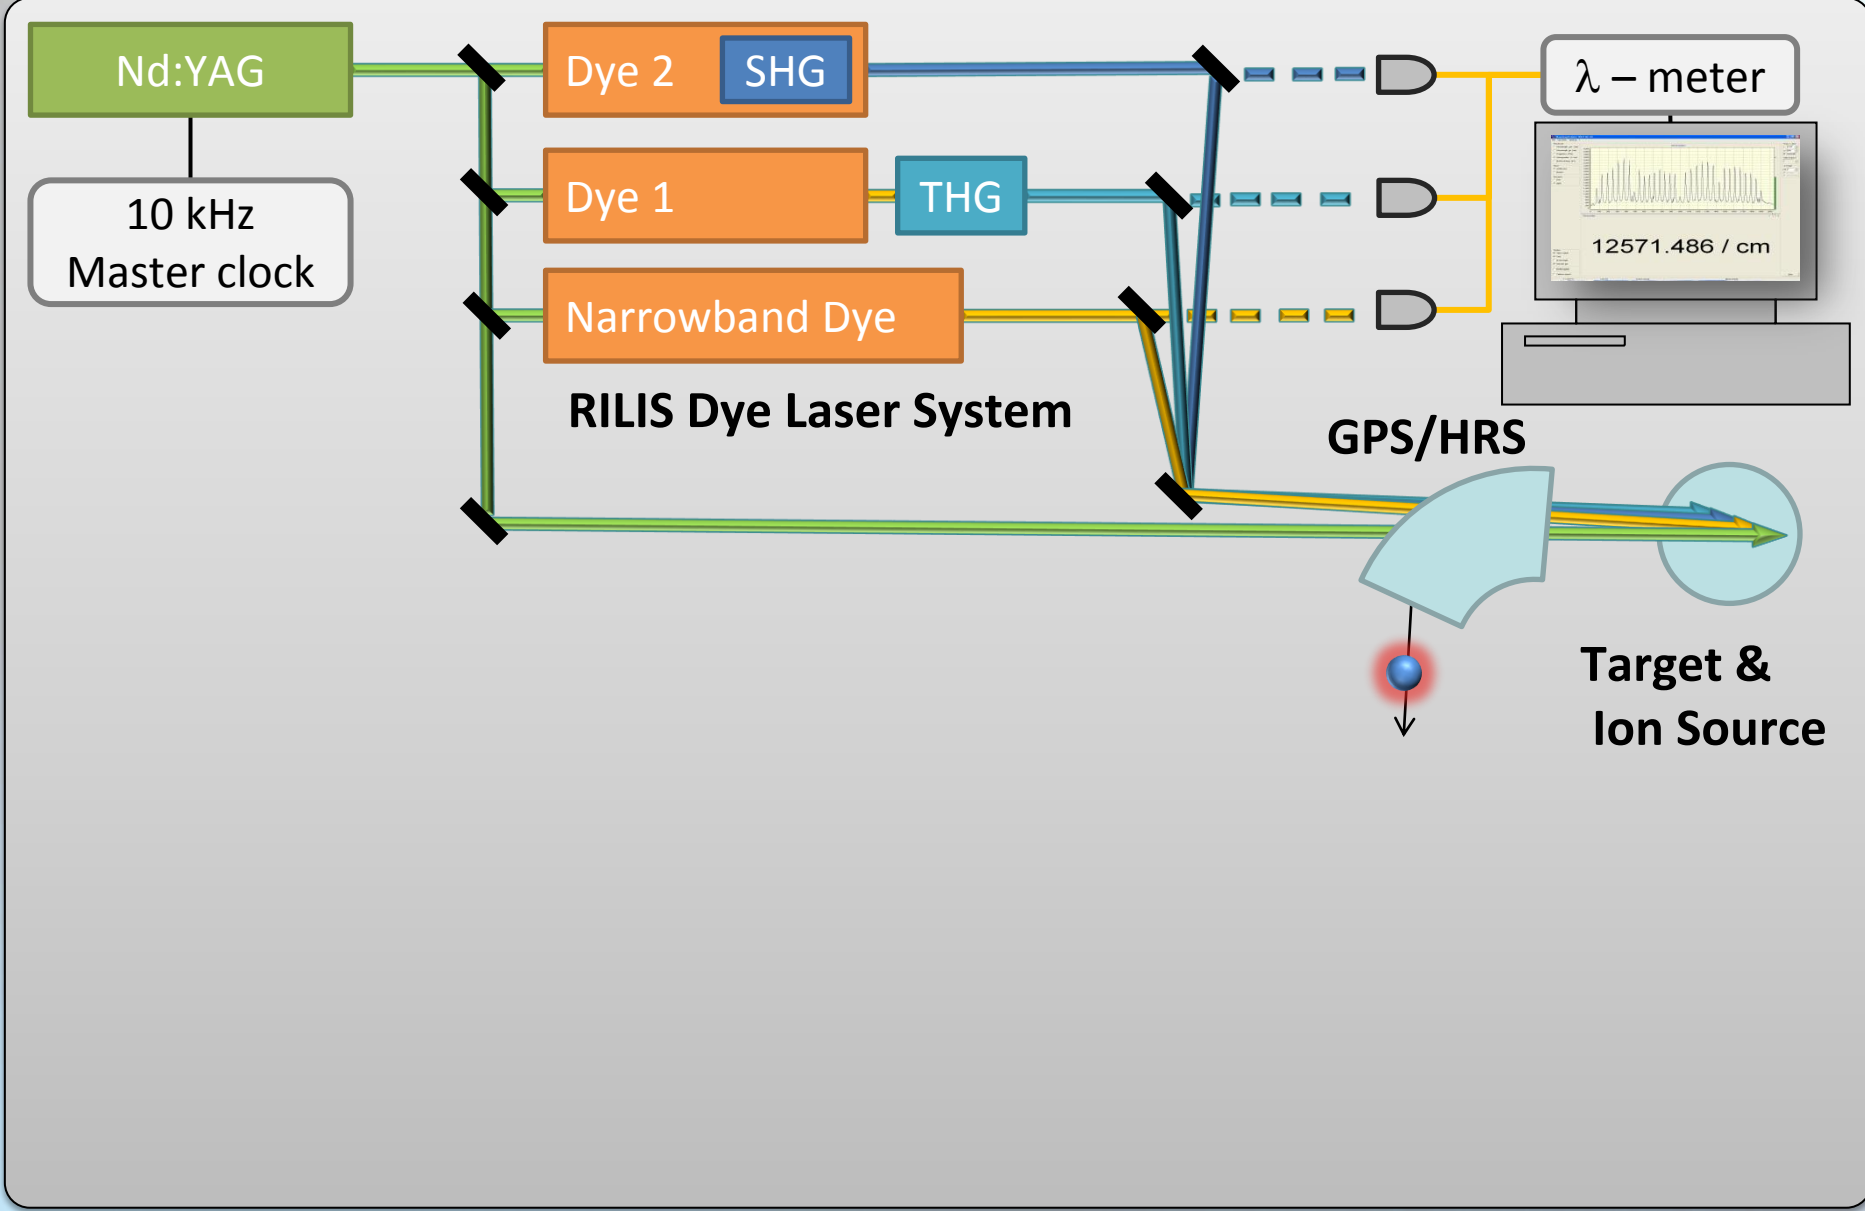 Nd:YAG
Dye 2
SHG
λ – meter
10 kHz
Master clock
Dye 1
THG
12571.486 / cm
Narrowband Dye
RILIS Dye Laser System
GPS/HRS
Target &
Ion Source